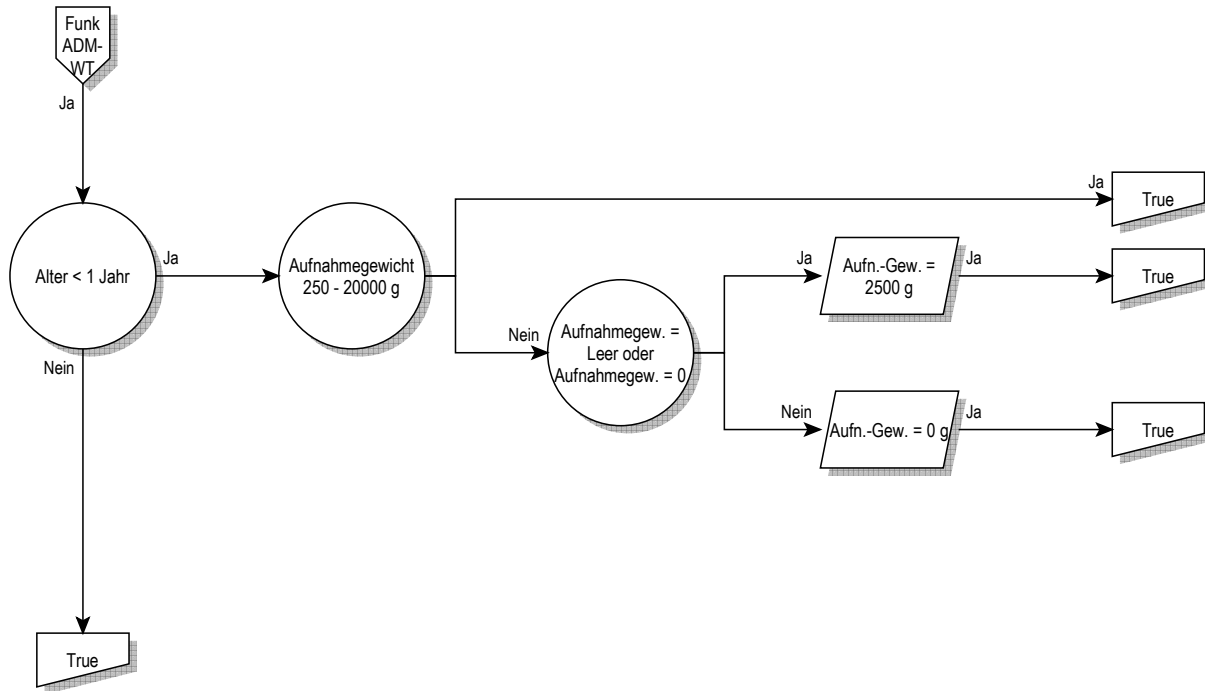 Funk
ADM-
WT
Ja
Alter < 1 Jahr
Ja
Nein
True
Aufnahmegewicht
250 - 20000 g
Ja
True
Nein
Aufnahmegew. =
Leer oder
Aufnahmegew. = 0
Ja
Aufn.-Gew. =
2500 g
Ja
True
Nein
Aufn.-Gew. = 0 g
Ja
True